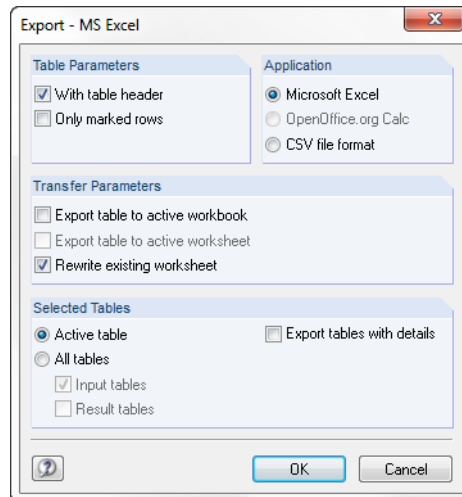 Export - MS Excel
Table Parameters
With table header
Only marked rows
Application
Microsoft Excel
OpenOffice.org Calc
CSV file format
Transfer Parameters
Export table to active workbook
Export table to active worksheet
Rewrite existing worksheet
Selected Tables
Active table
All tables
Input tables
Result tables
Export tables with details
OK
Cancel